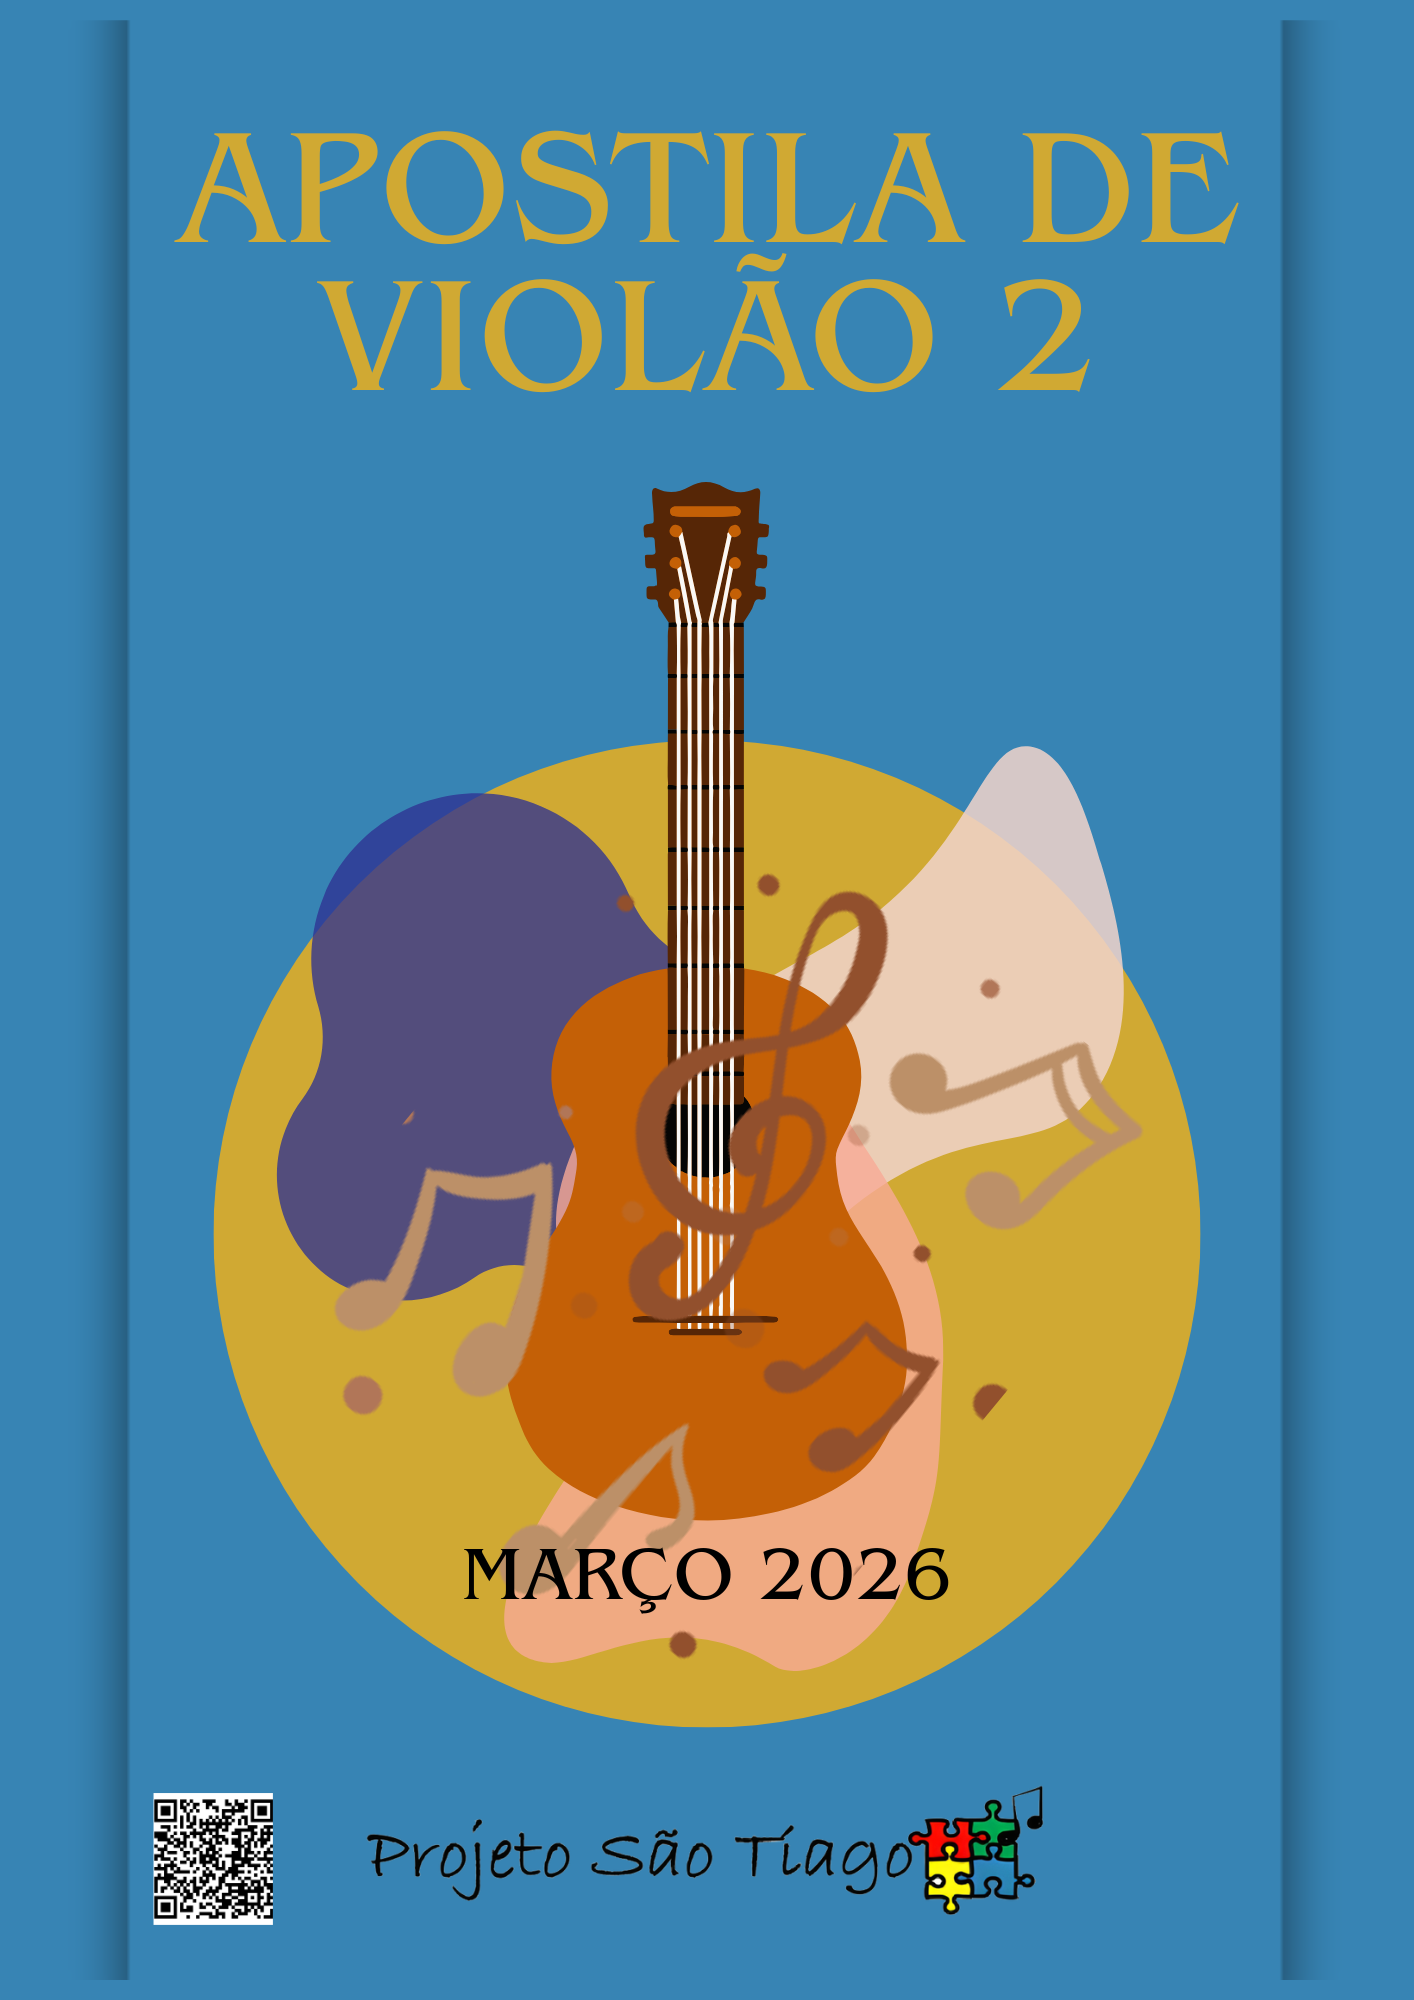 APOSTILA DE
VIOLÃO 2
MARÇO 2026
Projeto São Tiago